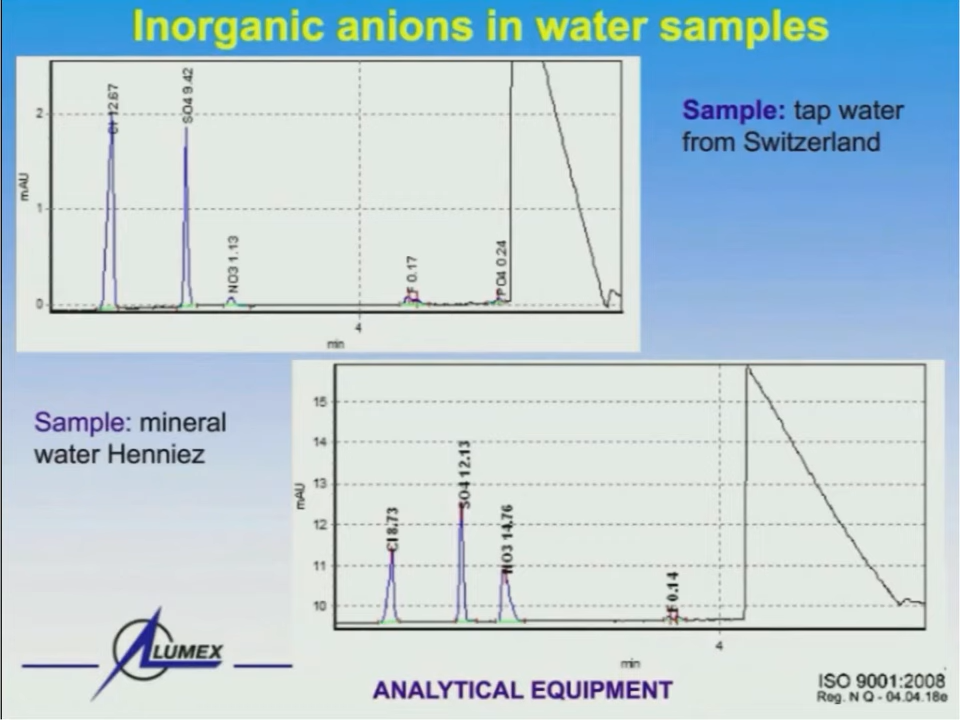 Inorganic anions in water samples
Cl 12.67
SO4 9.42
NO3 1.13
F 0.17
PO4 0.24
2
1
0
mAU
4
min
Sample: tap water
from Switzerland
Sample: mineral
water Henniez
15
14
13
12
11
10
mAU
Cl 8.73
SO4 12.13
NO3 14.76
F 0.14
4
min
LUMEX
ANALYTICAL EQUIPMENT
ISO 9001:2008
Reg. N Q - 04.04.18e